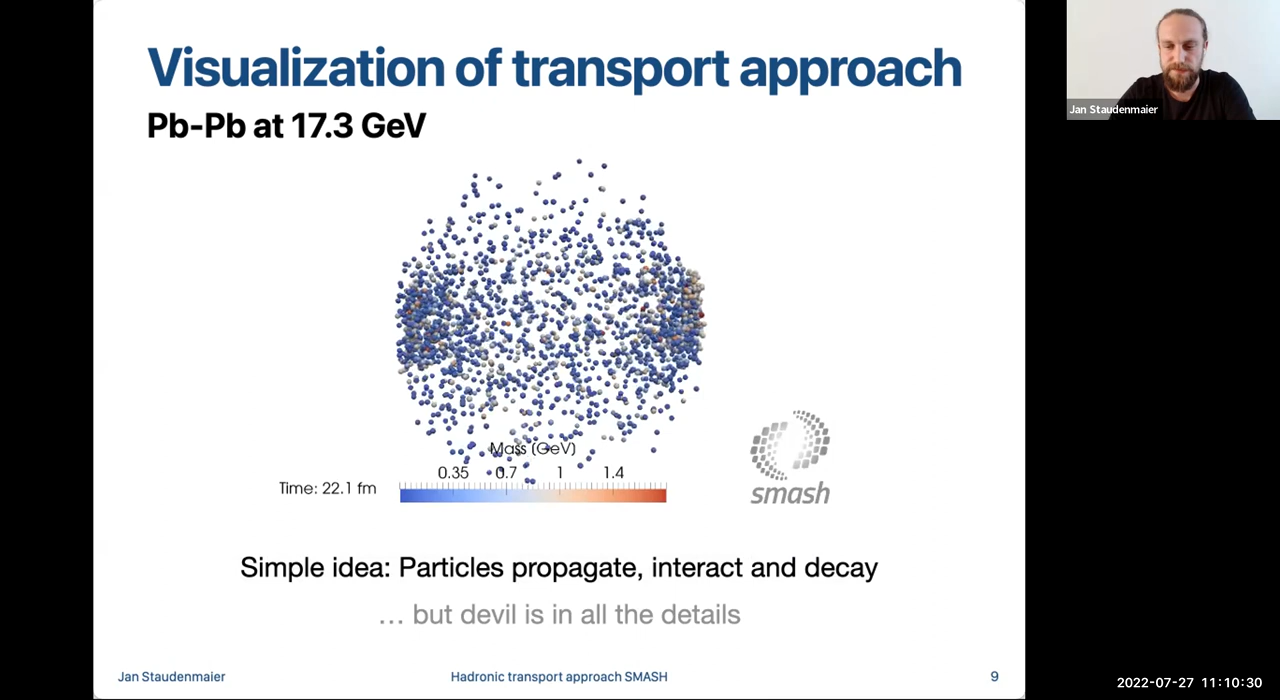 Visualization of transport approach
Pb-Pb at 17.3 GeV
Jan Staudenmaier
Mass (GeV)
0.35 0.7 1 1.4
Time: 22.1 fm
smash
Simple idea: Particles propagate, interact and decay
… but devil is in all the details
Jan Staudenmaier Hadronic transport approach SMASH 9
2022-07-27 11:10:30